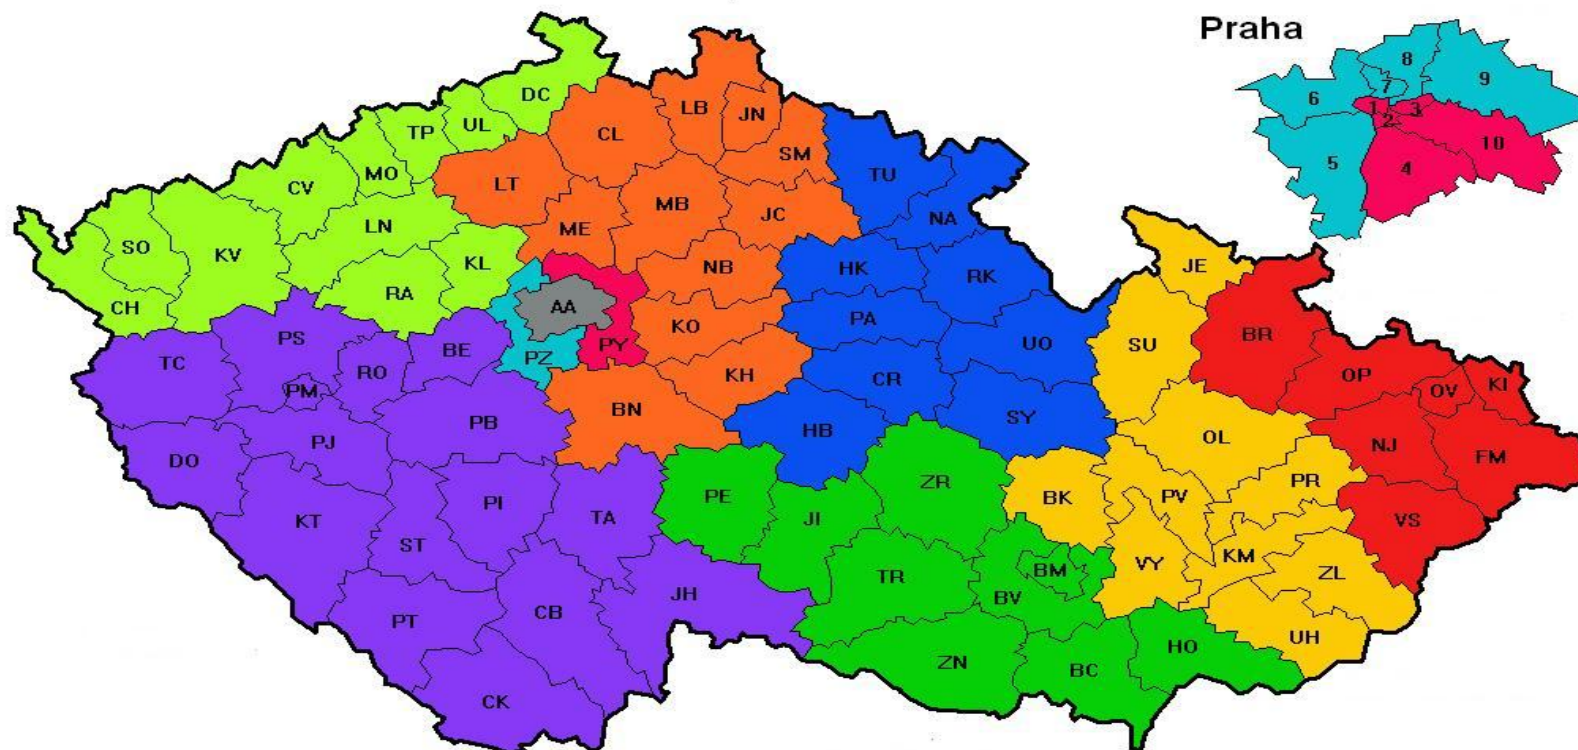 Praha
8
9
7
6
1
3
2
10
5
4
DC
LB
JN
TP
UL
CL
SM
MO
CV
LT
TU
MB
JC
NA
LN
ME
SO
KV
KL
NB
HK
RK
JE
RA
CH
AA
PS
KO
PA
BR
TC
BE
PY
PZ
UO
SU
RO
KH
CR
OP
PM
OV
KI
BN
PB
HB
SY
PJ
OL
DO
NJ
FM
ZR
PR
PE
BK
PV
PI
KT
TA
JI
VS
ST
KM
VY
BM
TR
ZL
JH
BV
CB
PT
UH
HO
ZN
BC
CK